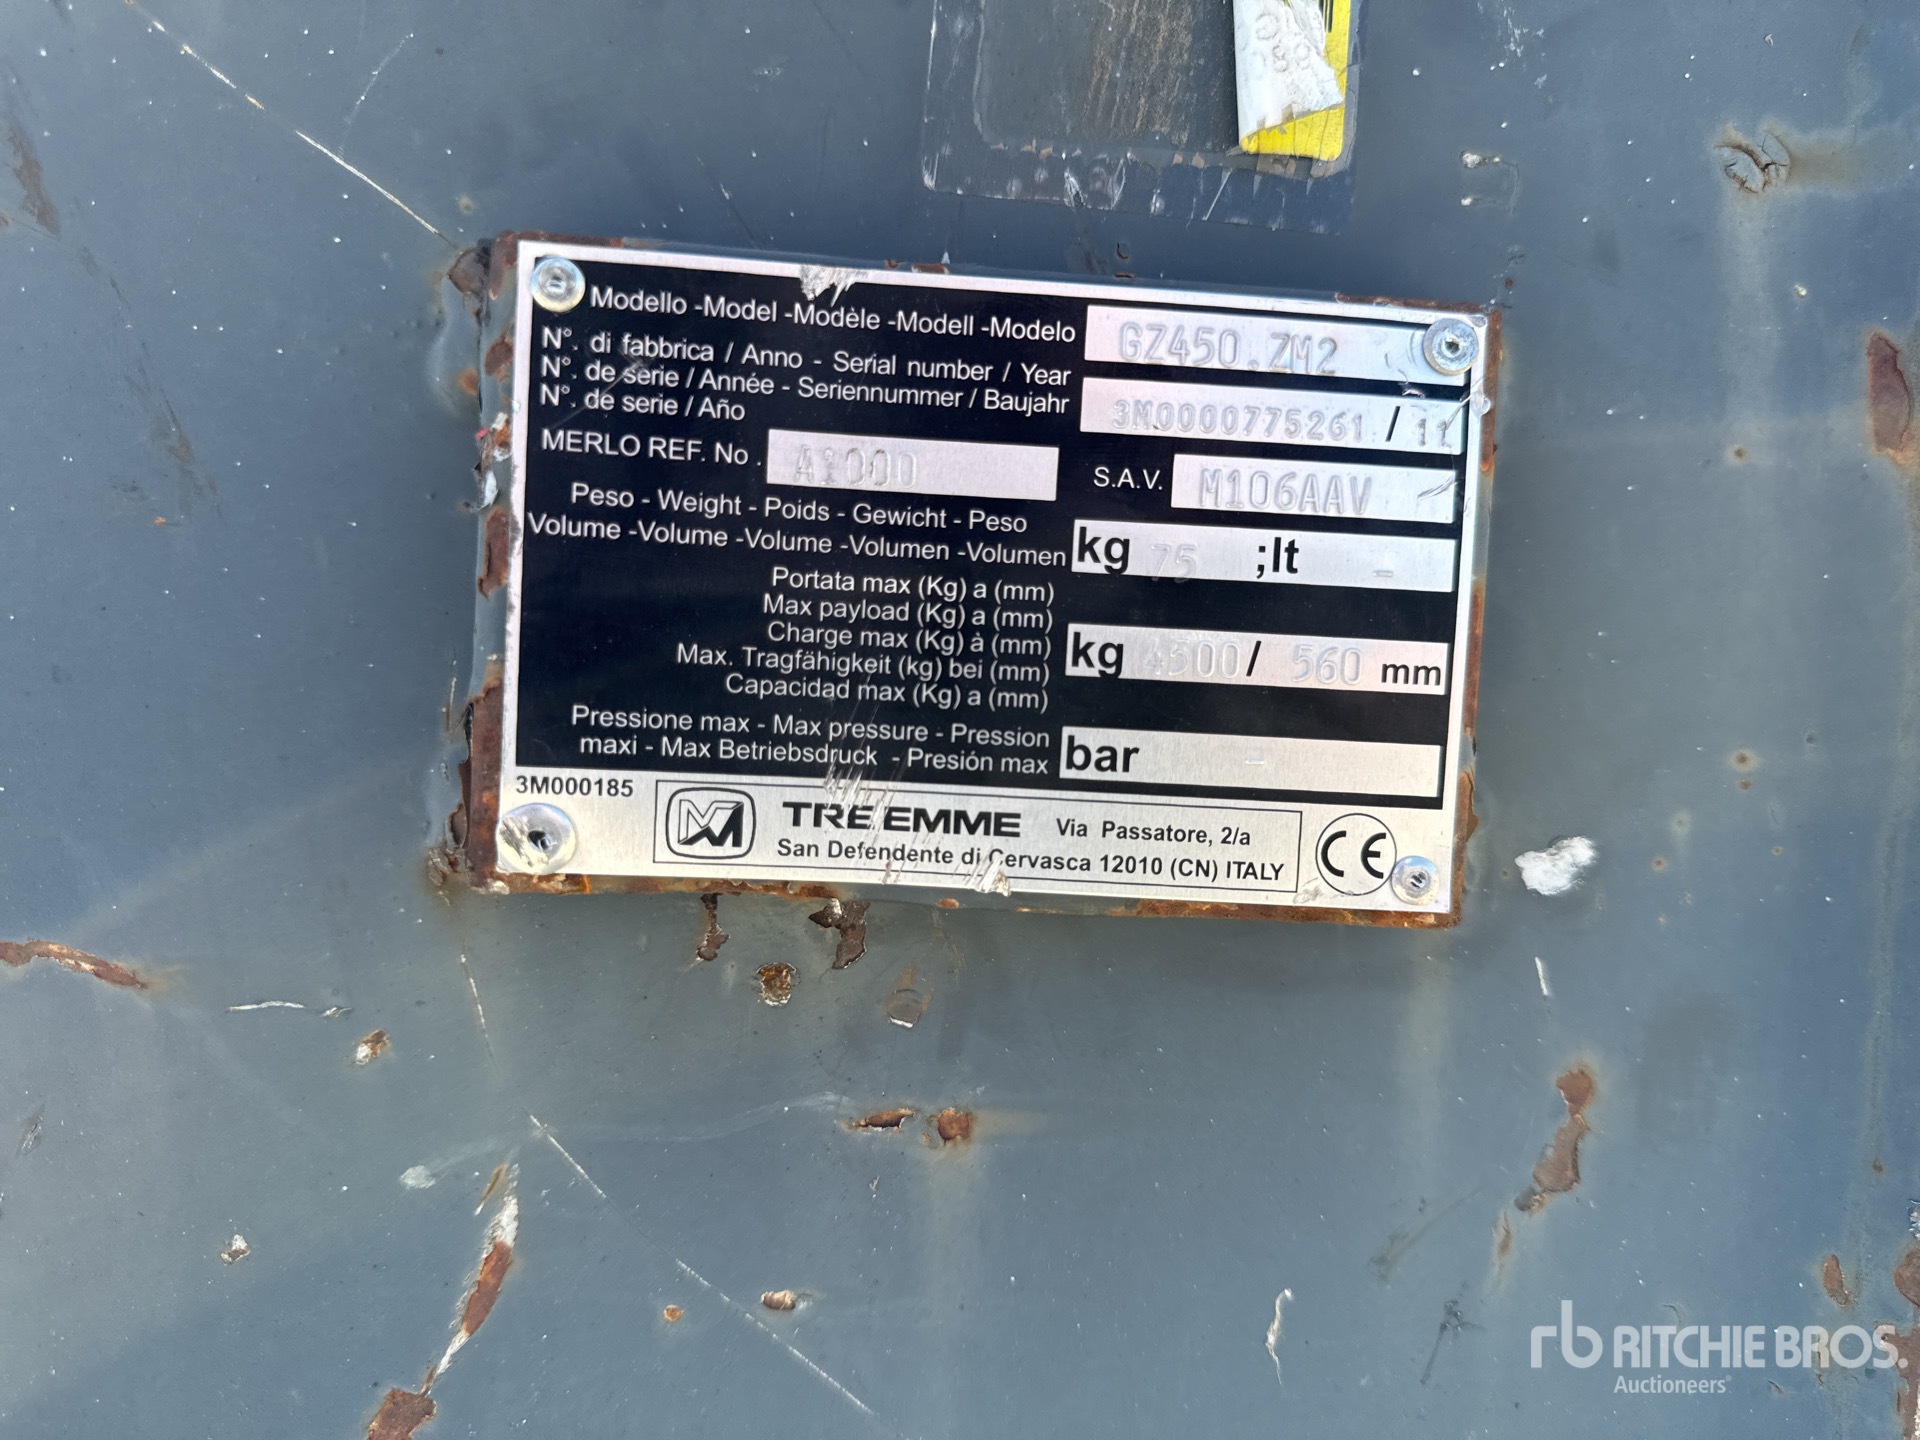 Modello -Model -Modèle -Modell -Modelo GZ450.ZM2
N°. di fabbrica / Anno - Serial number / Year
N°. de serie / Année - Seriennummer / Baujahr 3M0000775261 / 11
N°. de serie / Año
MERLO REF. No . A1000 S.A.V. M106AAV
Peso - Weight - Poids - Gewicht - Peso
Volume -Volume -Volume -Volumen -Volumen kg 75 ;lt -
Portata max (Kg) a (mm)
Max payload (Kg) a (mm)
Charge max (Kg) à (mm) kg 4500 / 560 mm
Max. Tragfähigkeit (kg) bei (mm)
Capacidad max (Kg) a (mm)
Pressione max - Max pressure - Pression
maxi - Max Betriebsdruck - Presión max bar -
3M000185
TRE EMME Via Passatore, 2/a
San Defendente di Cervasca 12010 (CN) ITALY
CE
rb RITCHIE BROS.
Auctioneers